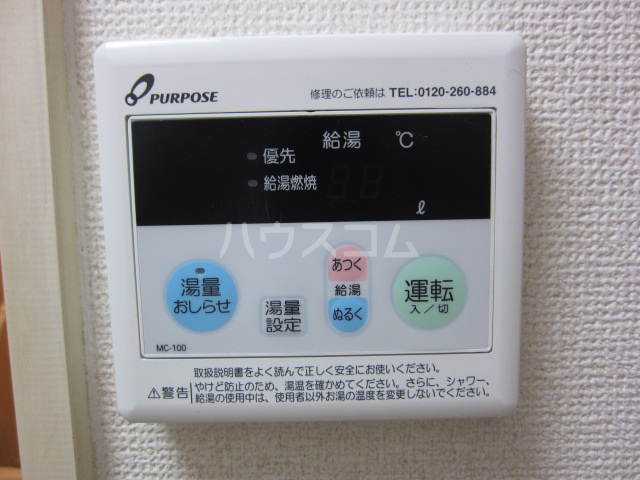 PURPOSE
修理のご依頼は TEL:0120-260-884
給湯 ℃
優先
給湯燃焼
ℓ
ハウスコム
湯量
おしらせ
湯量
設定
あつく
給湯
ぬるく
運転
入/切
MC-100
取扱説明書をよく読んで正しく安全にお使いください。
⚠警告
やけど防止のため、湯温を確かめてください。さらに、シャワー、
給湯の使用中は、使用者以外お湯の温度を変更しないでください。